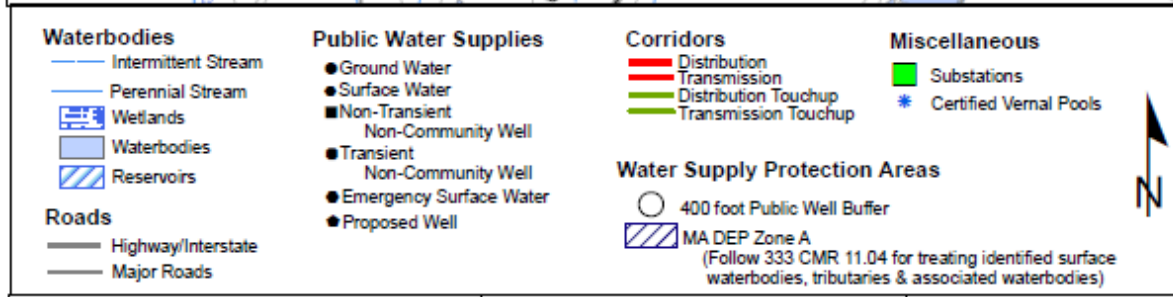 Waterbodies
Intermittent Stream
Perennial Stream
Wetlands
Waterbodies
Reservoirs
Roads
Highway/Interstate
Major Roads
Public Water Supplies
Ground Water
Surface Water
Non-Transient
Non-Community Well
Transient
Non-Community Well
Emergency Surface Water
Proposed Well
Corridors
Distribution
Transmission
Distribution Touchup
Transmission Touchup
Miscellaneous
Substations
Certified Vernal Pools
Water Supply Protection Areas
400 foot Public Well Buffer
MA DEP Zone A
(Follow 333 CMR 11.04 for treating identified surface
waterbodies, tributaries & associated waterbodies)
N